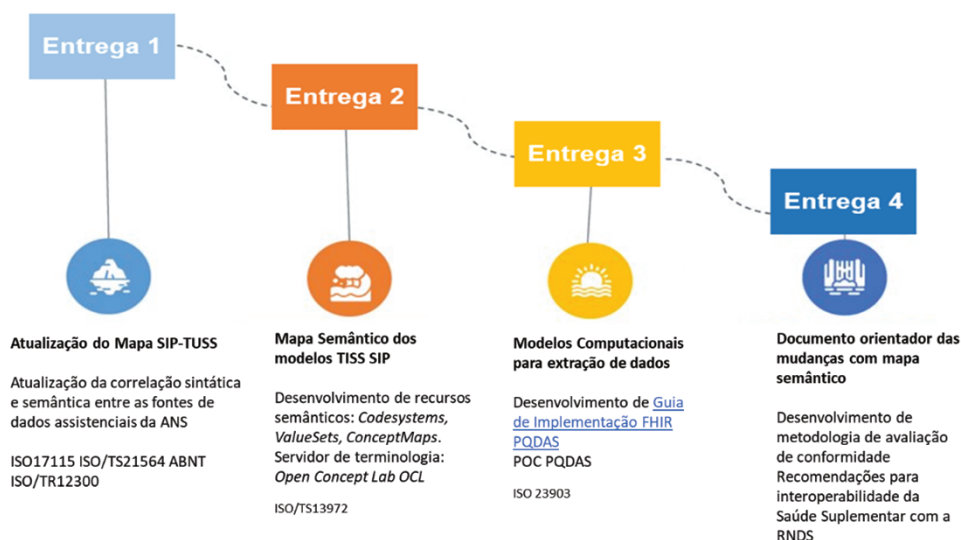 Entrega 1
Entrega 2
Entrega 3
Entrega 4
Atualização do Mapa SIP-TUSS
Atualização da correlação sintática
e semântica entre as fontes de
dados assistenciais da ANS
ISO17115 ISO/TS21564 ABNT
ISO/TR12300
Mapa Semântico dos
modelos TISS SIP
Desenvolvimento de recursos
semânticos: Codesystems,
ValueSets, ConceptMaps.
Servidor de terminologia:
Open Concept Lab OCL
ISO/TS13972
Modelos Computacionais
para extração de dados
Desenvolvimento de Guia
de Implementação FHIR
PQDAS
POC PQDAS
ISO 23903
Documento orientador das
mudanças com mapa
semântico
Desenvolvimento de
metodologia de avaliação
de conformidade
Recomendações para
interoperabilidade da
Saúde Suplementar com a
RNDS